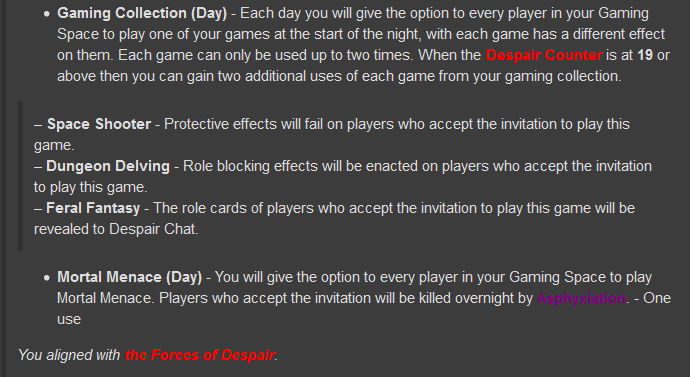 • Gaming Collection (Day) - Each day you will give the option to every player in your Gaming
Space to play one of your games at the start of the night, with each game has a different effect
on them. Each game can only be used up to two times. When the Despair Counter is at 19 or
above then you can gain two additional uses of each game from your gaming collection.
– Space Shooter - Protective effects will fail on players who accept the invitation to play this
game.
– Dungeon Delving - Role blocking effects will be enacted on players who accept the invitation
to play this game.
– Feral Fantasy - The role cards of players who accept the invitation to play this game will be
revealed to Despair Chat.
• Mortal Menace (Day) - You will give the option to every player in your Gaming Space to play
Mortal Menace. Players who accept the invitation will be killed overnight by Asphyxiation. - One
use
You aligned with the Forces of Despair.